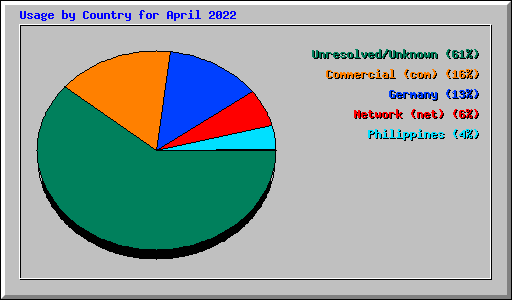 Usage by Country for April 2022
Unresolved/Unknown (61%)
Commercial (com) (16%)
Germany (13%)
Network (net) (6%)
Philippines (4%)